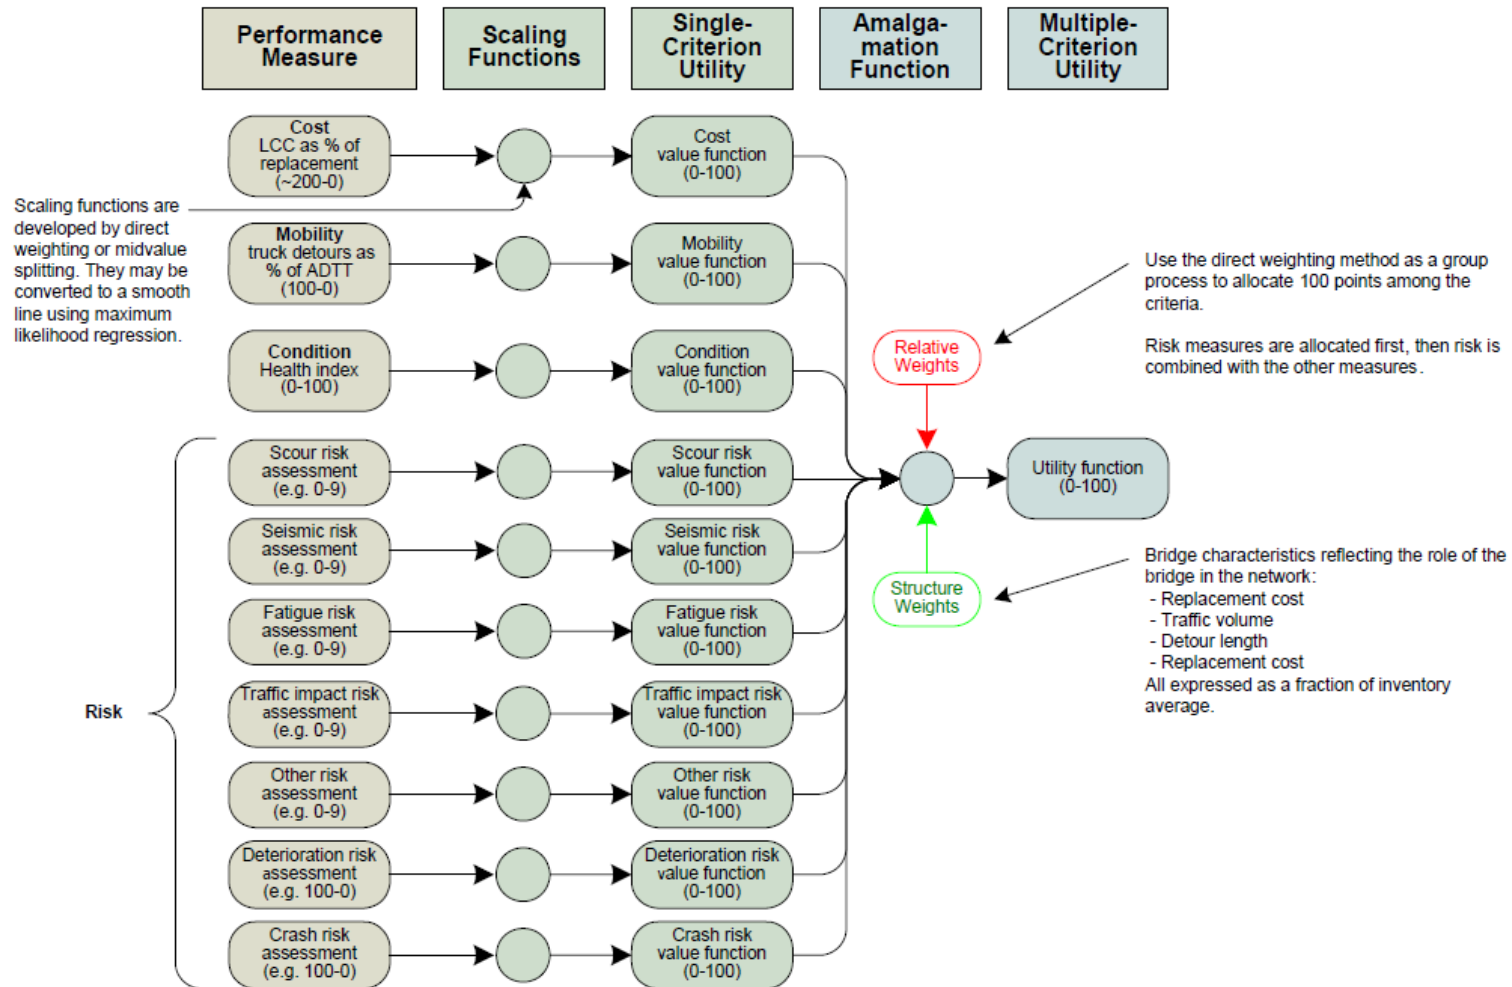 Performance
Measure
Scaling
Functions
Single-
Criterion
Utility
Amalga-
mation
Function
Multiple-
Criterion
Utility
Cost
LCC as % of
replacement
(~200-0)
Cost
value function
(0-100)
Scaling functions are
developed by direct
weighting or midvalue
splitting. They may be
converted to a smooth
line using maximum
likelihood regression.
Mobility
truck detours as
% of ADTT
(100-0)
Mobility
value function
(0-100)
Condition
Health index
(0-100)
Condition
value function
(0-100)
Relative
Weights
Use the direct weighting method as a group
process to allocate 100 points among the
criteria.
Risk measures are allocated first, then risk is
combined with the other measures.
Scour risk
assessment
(e.g. 0-9)
Scour risk
value function
(0-100)
Utility function
(0-100)
Seismic risk
assessment
(e.g. 0-9)
Seismic risk
value function
(0-100)
Structure
Weights
Bridge characteristics reflecting the role of the
bridge in the network:
- Replacement cost
- Traffic volume
- Detour length
- Replacement cost
All expressed as a fraction of inventory
average.
Fatigue risk
assessment
(e.g. 0-9)
Fatigue risk
value function
(0-100)
Risk
Traffic impact risk
assessment
(e.g. 0-9)
Traffic impact risk
value function
(0-100)
Other risk
assessment
(e.g. 0-9)
Other risk
value function
(0-100)
Deterioration risk
assessment
(e.g. 100-0)
Deterioration risk
value function
(0-100)
Crash risk
assessment
(e.g. 100-0)
Crash risk
value function
(0-100)